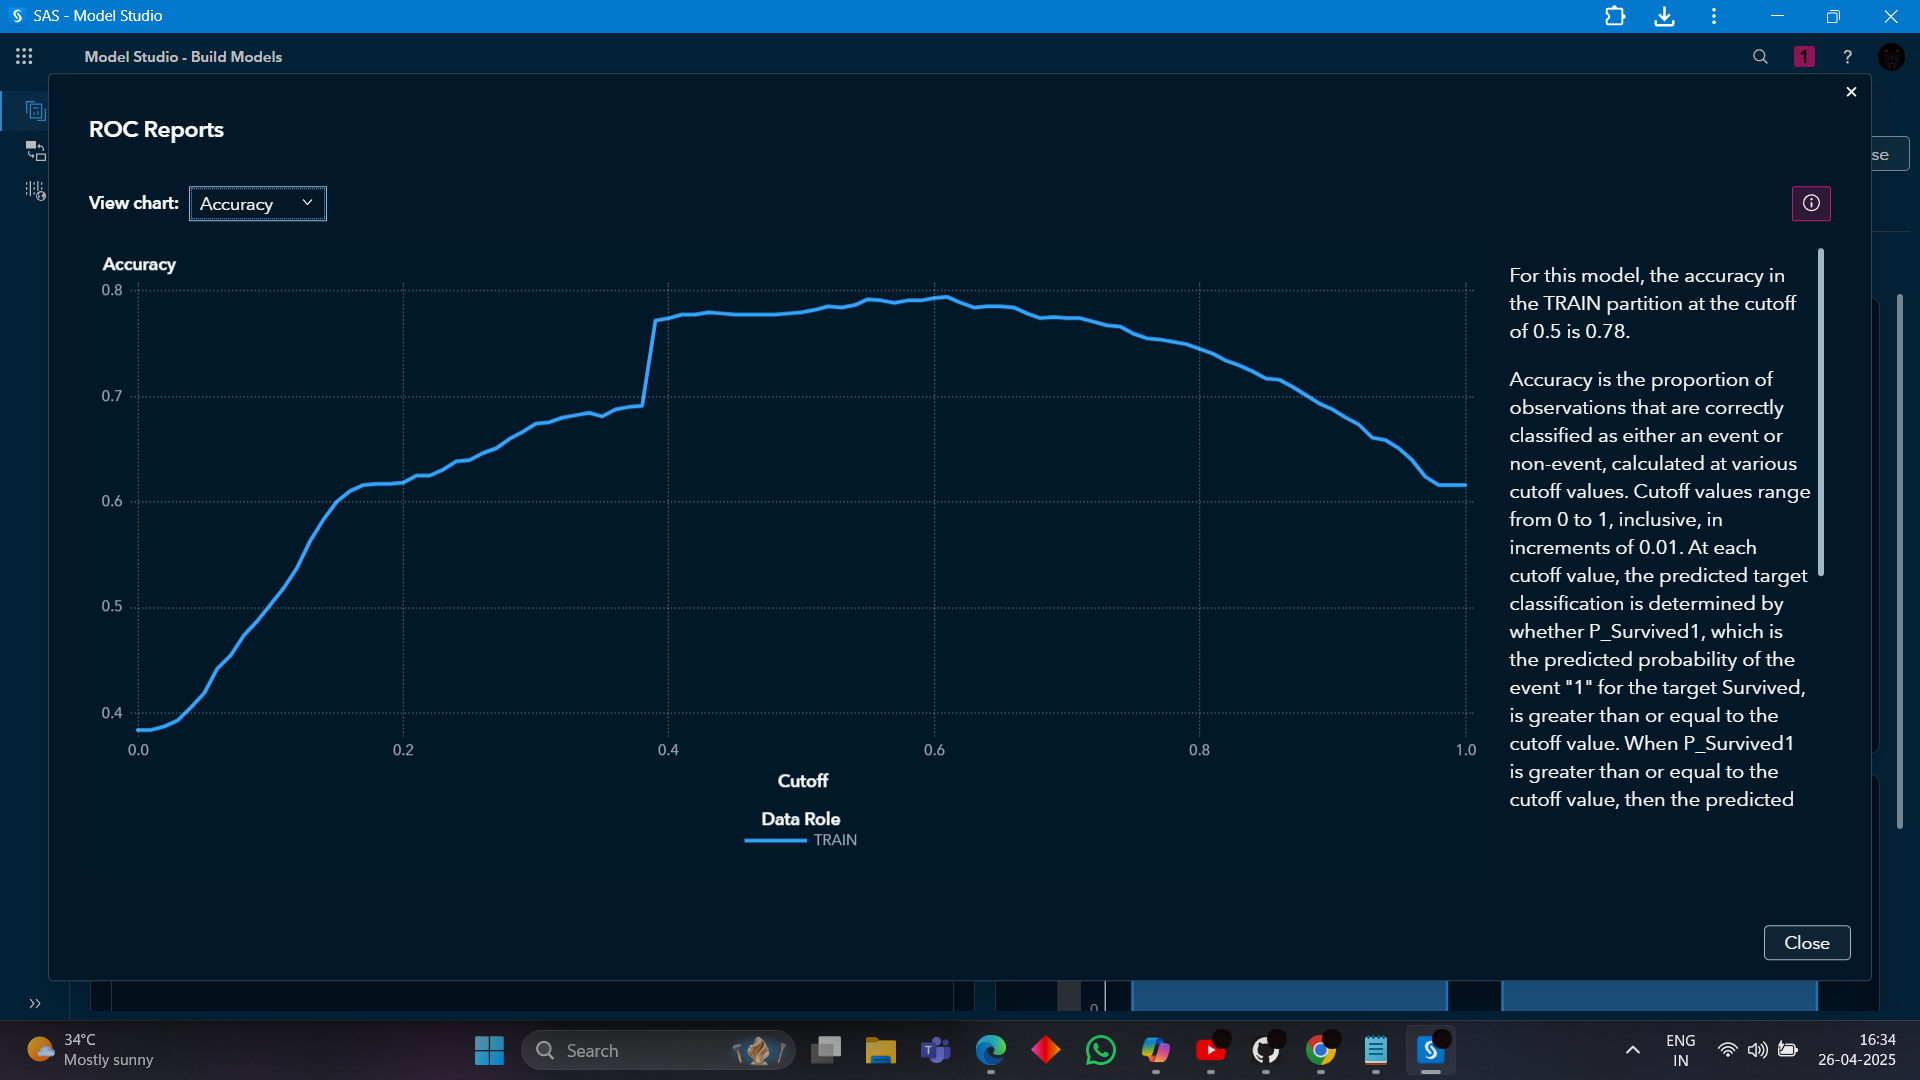 SAS - Model Studio
Model Studio - Build Models
1
?
ROC Reports
se
View chart:
Accuracy
Accuracy
0.8
0.7
0.6
0.5
0.4
0.0
0.2
0.4
0.6
0.8
1.0
Cutoff
Data Role
TRAIN
For this model, the accuracy in
the TRAIN partition at the cutoff
of 0.5 is 0.78.
Accuracy is the proportion of
observations that are correctly
classified as either an event or
non-event, calculated at various
cutoff values. Cutoff values range
from 0 to 1, inclusive, in
increments of 0.01. At each
cutoff value, the predicted target
classification is determined by
whether P_Survived1, which is
the predicted probability of the
event "1" for the target Survived,
is greater than or equal to the
cutoff value. When P_Survived1
is greater than or equal to the
cutoff value, then the predicted
Close
0
34°C
Mostly sunny
Search
ENG
IN
16:34
26-04-2025